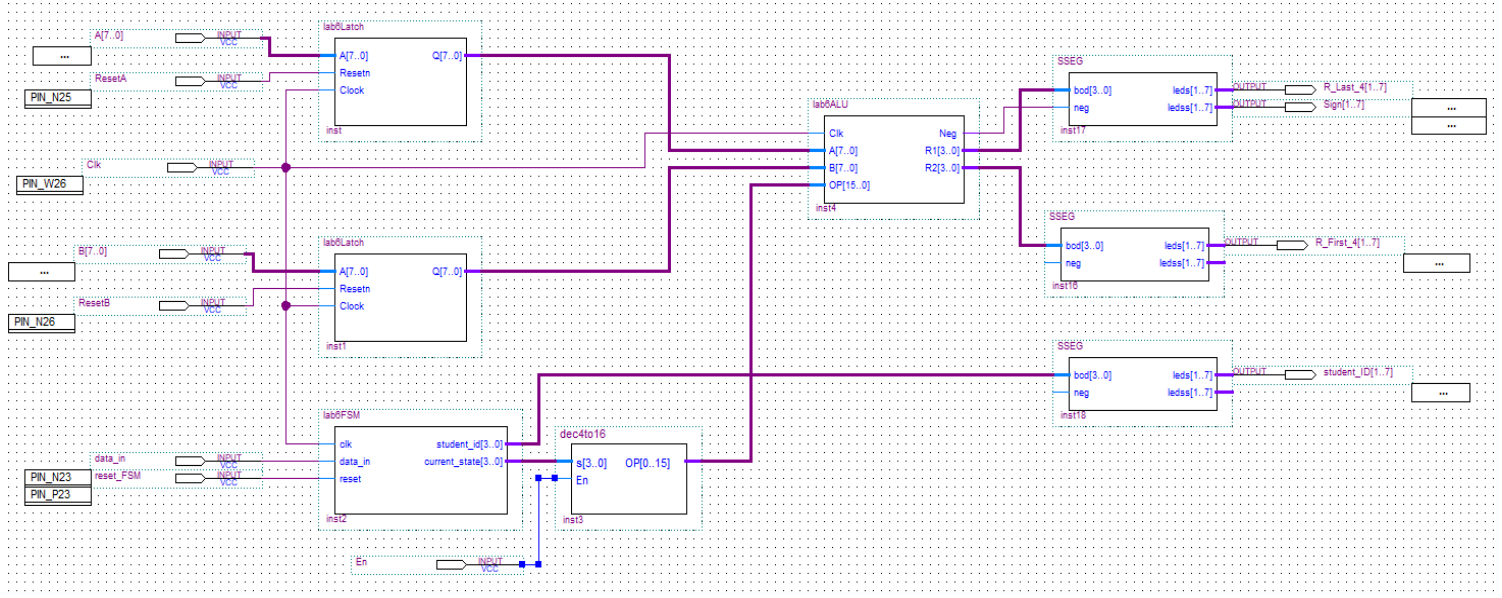 A[7..0] INPUT VCC
...
ResetA INPUT VCC
PIN_N25
lab6Latch
A[7..0] Q[7..0]
Resetn
Clock
inst
Clk INPUT VCC
PIN_W26
B[7..0] INPUT VCC
...
ResetB INPUT VCC
PIN_N26
lab6Latch
A[7..0] Q[7..0]
Resetn
Clock
inst1
lab6FSM
clk student_id[3..0]
data_in current_state[3..0]
reset
inst2
data_in INPUT VCC
PIN_N23
reset_FSM INPUT VCC
PIN_P23
dec4to16
s[3..0] OP[0..15]
En
inst3
En INPUT VCC
lab6ALU
Clk Neg
A[7..0] R1[3..0]
B[7..0] R2[3..0]
OP[15..0]
inst4
SSEG
bcd[3..0] leds[1..7]
neg ledss[1..7]
inst17
OUTPUT R_Last_4[1..7]
OUTPUT Sign[1..7]
...
...
SSEG
bcd[3..0] leds[1..7]
neg ledss[1..7]
inst16
OUTPUT R_First_4[1..7]
...
SSEG
bcd[3..0] leds[1..7]
neg ledss[1..7]
inst18
OUTPUT student_ID[1..7]
...